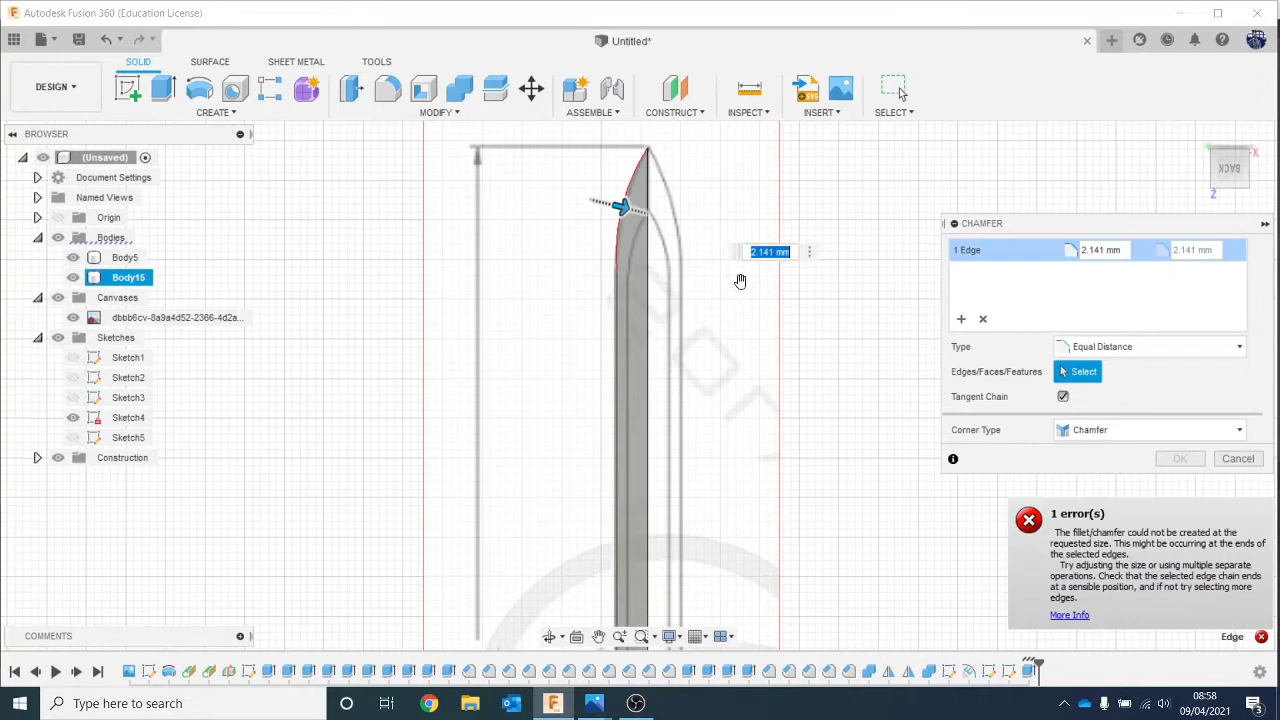 Autodesk Fusion 360 (Education License)
Untitled*
SOLID SURFACE SHEET METAL TOOLS
DESIGN
CREATE MODIFY ASSEMBLE CONSTRUCT INSPECT INSERT SELECT
BROWSER
(Unsaved)
Document Settings
Named Views
Origin
Bodies
Body5
Body15
Canvases
dbbb6cv-8a9a4d52-2366-4d2a...
Sketches
Sketch1
Sketch2
Sketch3
Sketch4
Sketch5
Construction
2.141 mm
BACK
X
Z
CHAMFER
1 Edge 2.141 mm 2.141 mm
Type Equal Distance
Edges/Faces/Features Select
Tangent Chain
Corner Type Chamfer
OK Cancel
1 error(s)
The fillet/chamfer could not be created at the
requested size. This might be occurring at the ends of
the selected edges.
Try adjusting the size or using multiple separate
operations. Check that the selected edge chain ends
at a sensible position, and if not try selecting more
edges.
More Info
COMMENTS
Edge
Type here to search
08:58
09/04/2021
3